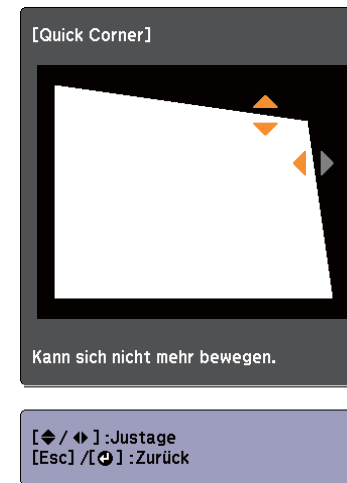 [Quick Corner]
Kann sich nicht mehr bewegen.
[ / ] :Justage
[Esc] /[ ] :Zurück